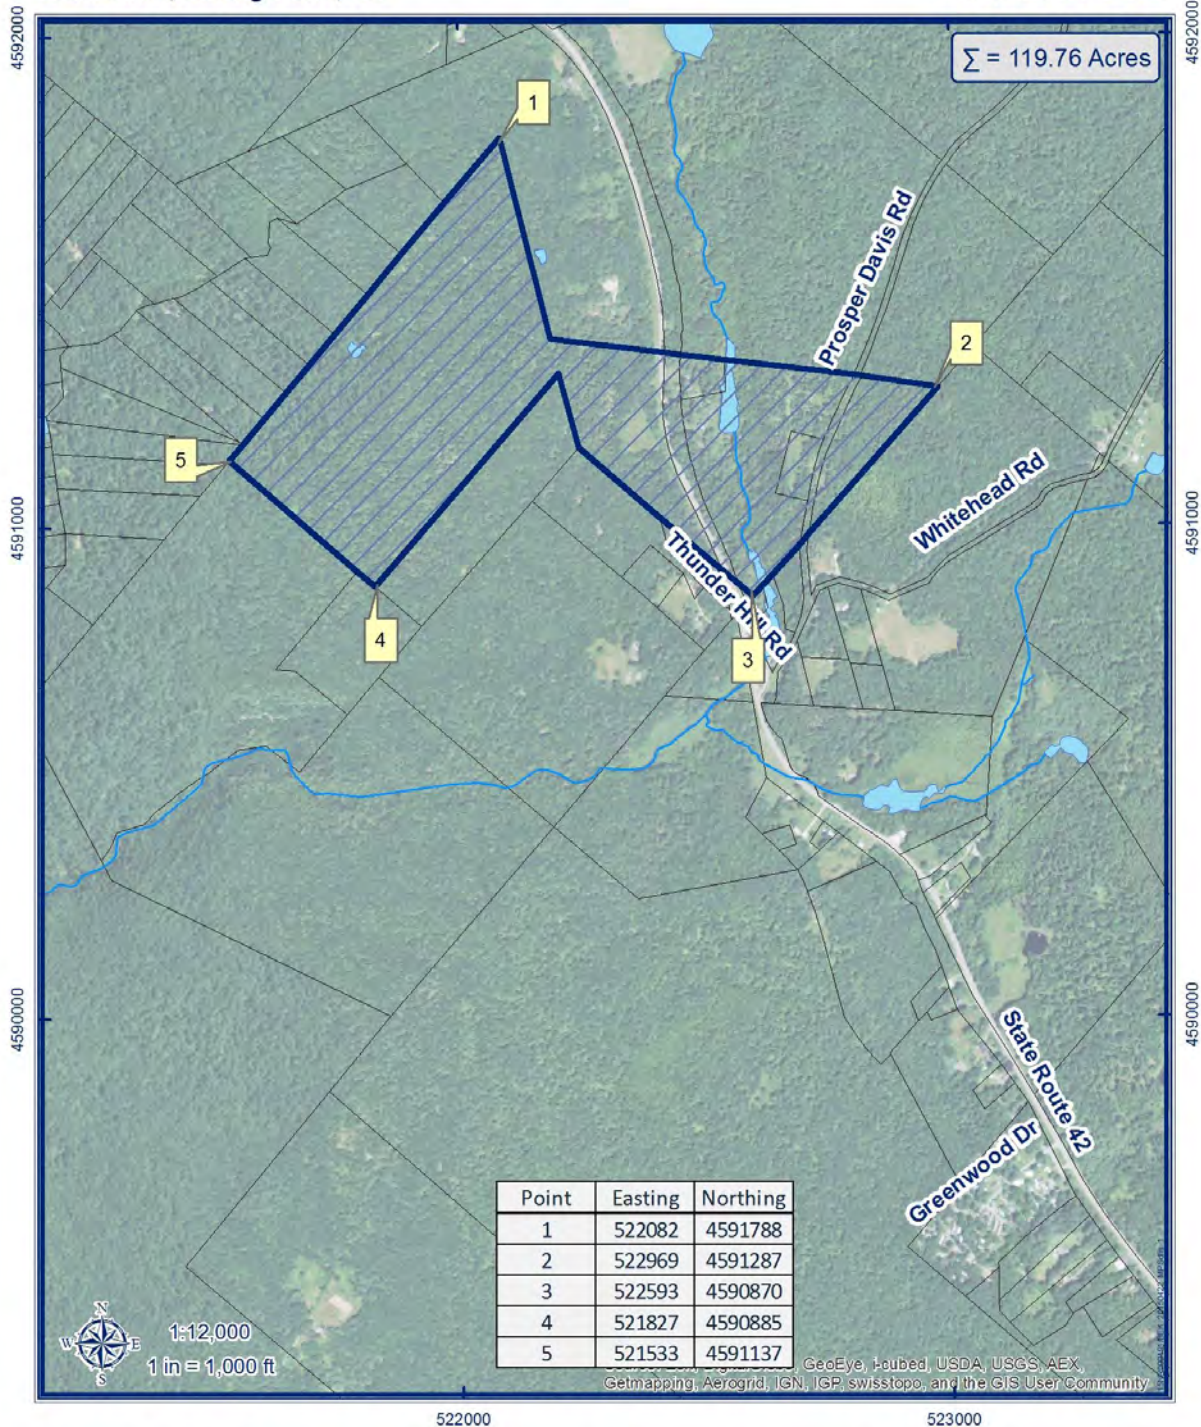 4592000
4592000
∑ = 119.76 Acres
1
Prosper Davis Rd
2
5
Whitehead Rd
4591000
4591000
Thunder Hill Rd
4
3
4590000
4590000
State Route 42
Greenwood Dr
Point Easting Northing
1 522082 4591788
2 522969 4591287
3 522593 4590870
4 521827 4590885
5 521533 4591137
N
W E
S
1:12,000
1 in = 1,000 ft
GeoEye, i-cubed, USDA, USGS, AEX,
Getmapping, Aerogrid, IGN, IGP, swisstopo, and the GIS User Community
522000
523000